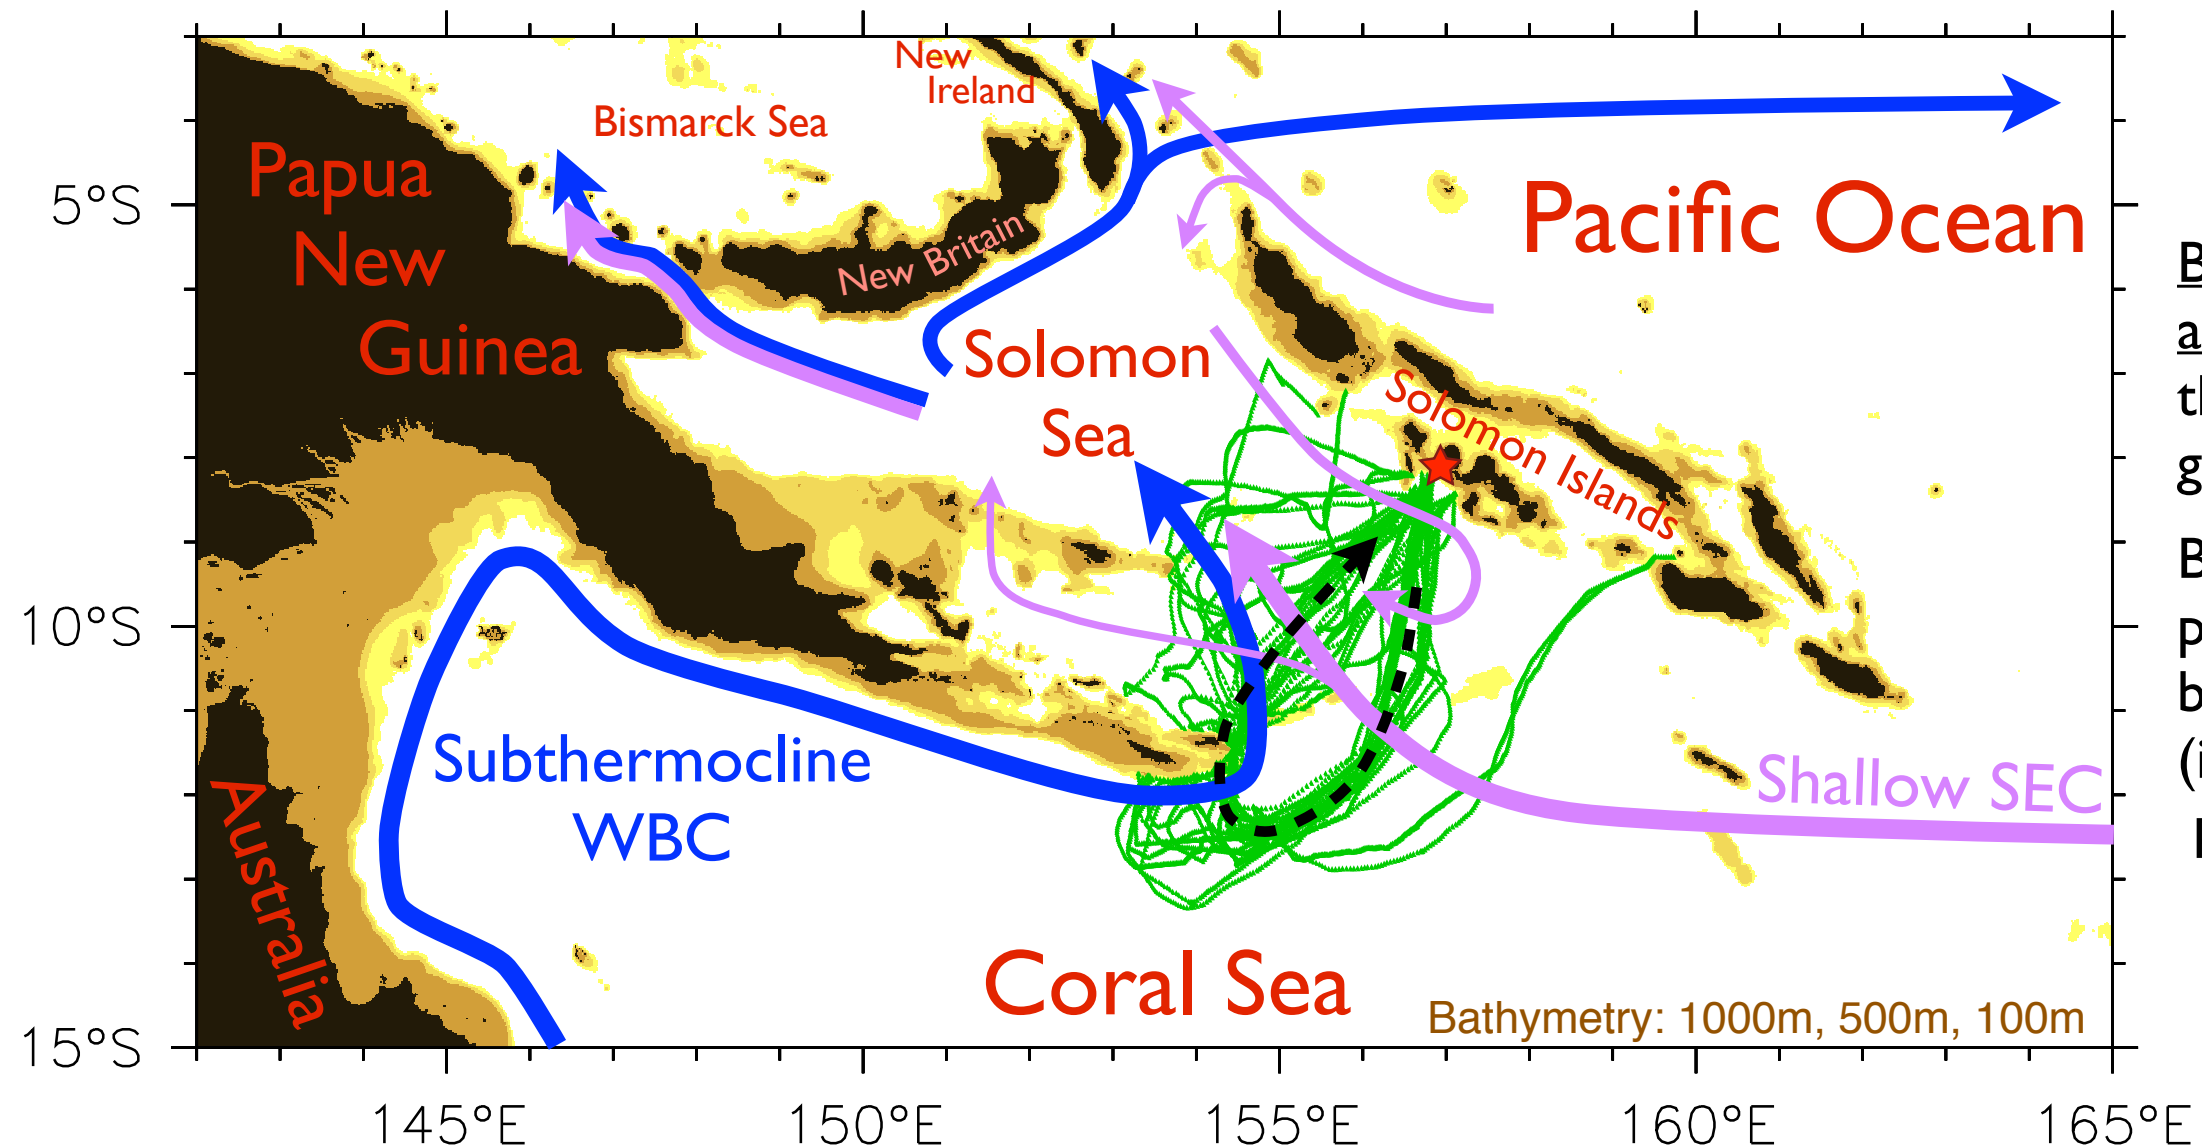 New
Ireland
Bismarck Sea
Papua
New
Guinea
New Britain
Pacific Ocean
Solomon
Sea
Solomon Islands
Subthermocline
WBC
Shallow SEC
Australia
Coral Sea
Bathymetry: 1000m, 500m, 100m
5°S
10°S
15°S
145°E
150°E
155°E
160°E
165°E